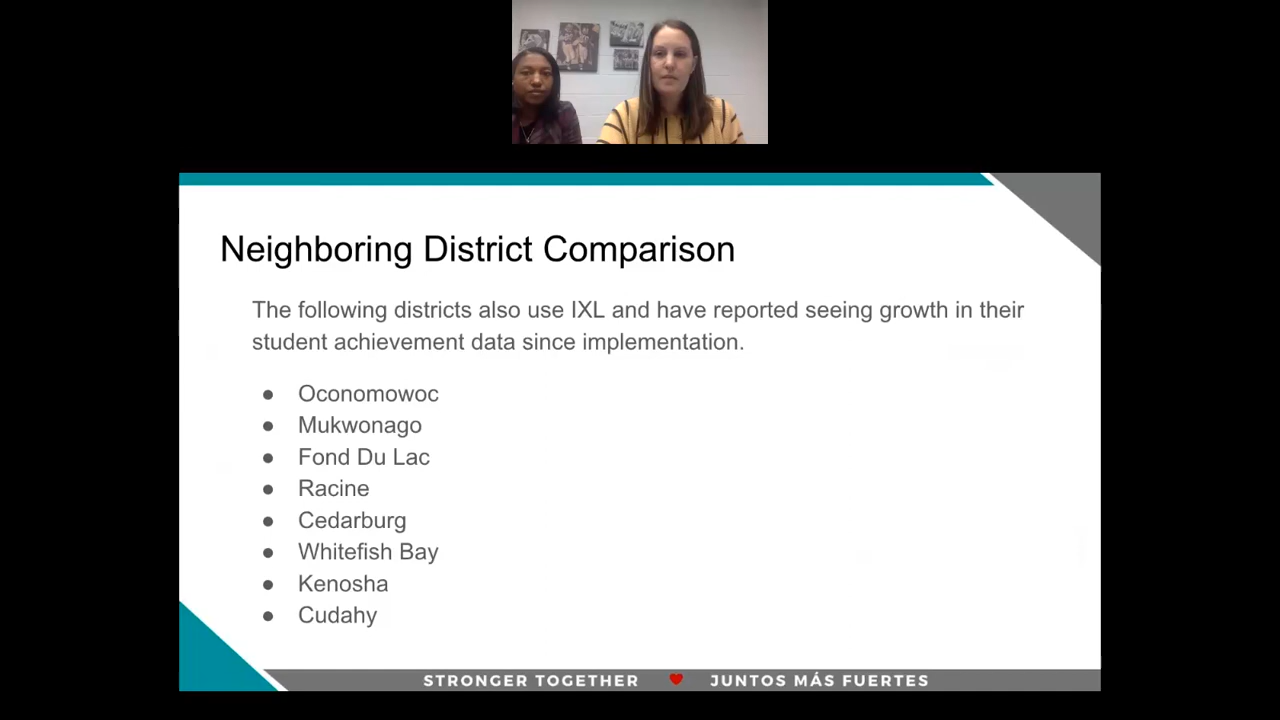 Neighboring District Comparison
The following districts also use IXL and have reported seeing growth in their
student achievement data since implementation.
● Oconomowoc
● Mukwonago
● Fond Du Lac
● Racine
● Cedarburg
● Whitefish Bay
● Kenosha
● Cudahy
STRONGER TOGETHER ♥ JUNTOS MÁS FUERTES